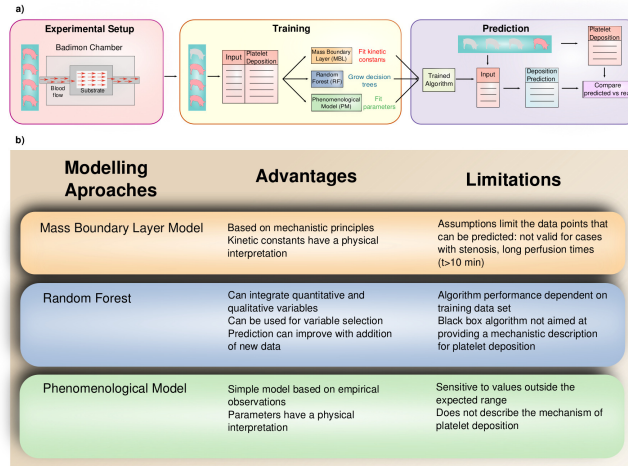 a)
Experimental Setup
Badimon Chamber
Blood
flow
Substrate
Training
Input
Platelet
Deposition
Mass Boundary
Layer (MBL)
Fit kinetic
constants
Random
Forest (RF)
Grow decision
trees
Phenomenological
Model (PM)
Fit
parameters
Prediction
Trained
Algorithm
Input
Deposition
Prediction
Platelet
Deposition
Compare
predicted vs real
b)
Modelling
Aproaches
Advantages
Limitations
Mass Boundary Layer Model
Based on mechanistic principles
Kinetic constants have a physical
interpretation
Assumptions limit the data points that
can be predicted: not valid for cases
with stenosis, long perfusion times
(t>10 min)
Random Forest
Can integrate quantitative and
qualitative variables
Can be used for variable selection
Prediction can improve with addition
of new data
Algorithm performance dependent on
training data set
Black box algorithm not aimed at
providing a mechanistic description
for platelet deposition
Phenomenological Model
Simple model based on empirical
observations
Parameters have a physical
interpretation
Sensitive to values outside the
expected range
Does not describe the mechanism of
platelet deposition